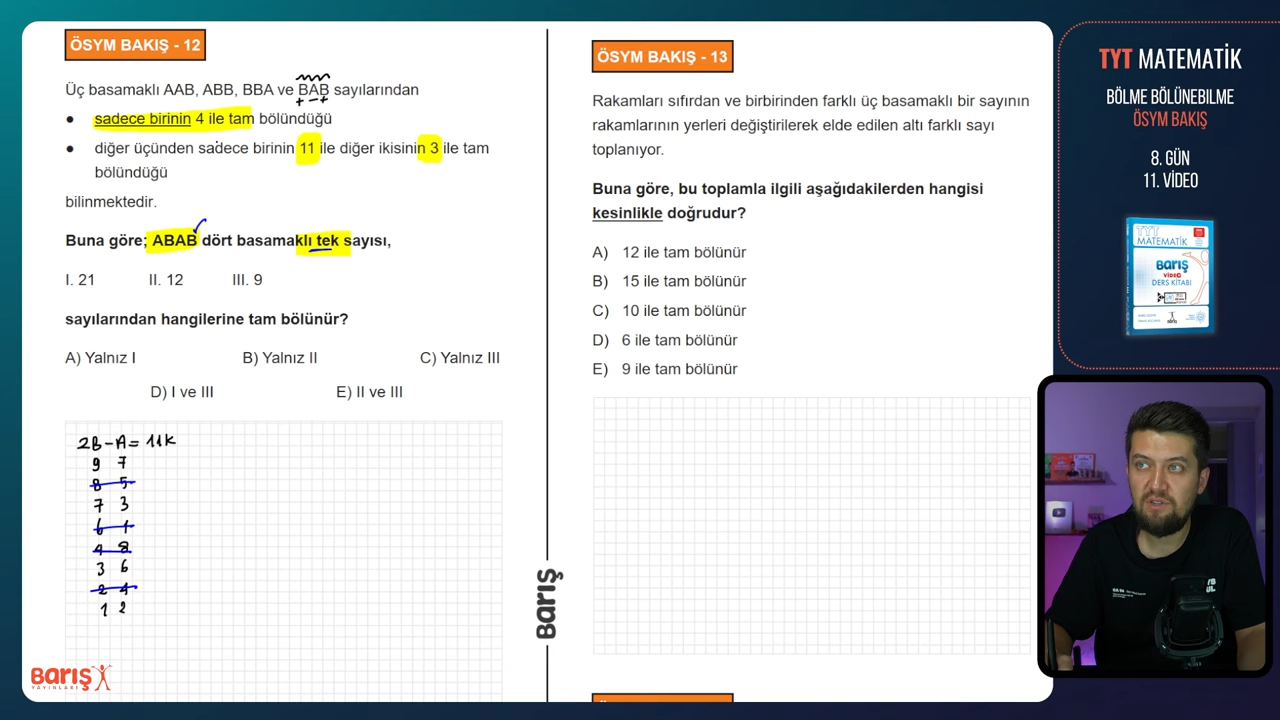 ÖSYM BAKIŞ - 12
Üç basamaklı AAB, ABB, BBA ve BAB sayılarından
+ - +
● sadece birinin 4 ile tam bölündüğü
● diğer üçünden sadece birinin 11 ile diğer ikisinin 3 ile tam
bölündüğü
bilinmektedir.
Buna göre; ABAB dört basamaklı tek sayısı,
I. 21 II. 12 III. 9
sayılarından hangilerine tam bölünür?
A) Yalnız I B) Yalnız II C) Yalnız III
D) I ve III E) II ve III
2B - A = 11k
9 7
8 5
7 3
6 1
4 8
3 6
2 4
1 2
Barış
YAYINLARI
Barış
ÖSYM BAKIŞ - 13
Rakamları sıfırdan ve birbirinden farklı üç basamaklı bir sayının
rakamlarının yerleri değiştirilerek elde edilen altı farklı sayı
toplanıyor.
Buna göre, bu toplamla ilgili aşağıdakilerden hangisi
kesinlikle doğrudur?
A) 12 ile tam bölünür
B) 15 ile tam bölünür
C) 10 ile tam bölünür
D) 6 ile tam bölünür
E) 9 ile tam bölünür
TYT MATEMATİK
BÖLME BÖLÜNEBİLME
ÖSYM BAKIŞ
8. GÜN
11. VİDEO
TYT
MATEMATİK
Barış
VİDEO
DERS KİTABI